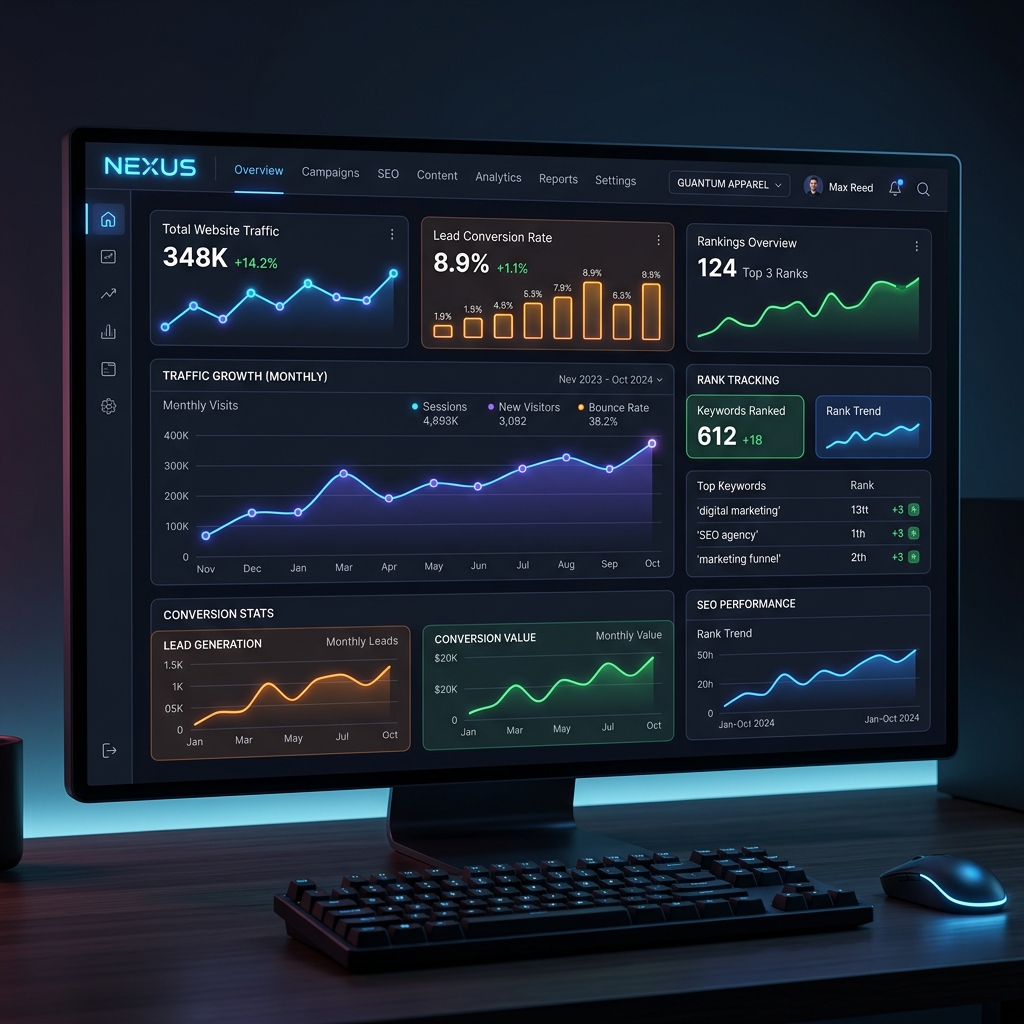 NEXUS
Overview
Campaigns
SEO
Content
Analytics
Reports
Settings
QUANTUM APPAREL
Max Reed
Total Website Traffic
348K +14.2%
Lead Conversion Rate
8.9% +1.1%
1.9%
1.5%
4.8%
5.3%
7.9%
8.9%
6.3%
8.9%
Rankings Overview
124 Top 3 Ranks
TRAFFIC GROWTH (MONTHLY)
Nev 2023 - Oct 2024
Monthly Visits
Sessions
4,893K
New Visitors
3,092
Bounce Rate
38.2%
400K
300K
200K
100K
0
Nov Dec Jan Mar Apr May Jun Jul Aug Sep Oct
RANK TRACKING
Keywords Ranked
612 +18
Rank Trend
Top Keywords Rank
'digital marketing' 13tt +3
'SEO agency' 1th +3
'marketing funnel' 2th +3
CONVERSION STATS
LEAD GENERATION Monthly Leads
1.5K
1K
05K
0
Jan Mar May Jul Oct
CONVERSION VALUE Monthly Value
$20K
$20K
0
Jan Mar May Jul Oct
SEO PERFORMANCE
Rank Trend
50h
20h
0
Jan-Oct 2024 Jan-Oct 2024